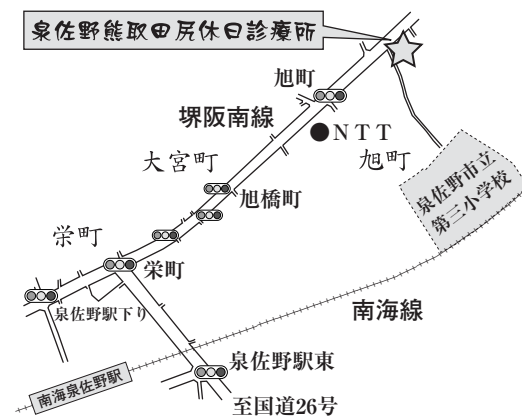 泉佐野熊取田尻休日診療所
旭町
堺阪南線
NTT
大宮町
旭町
旭橋町
泉佐野市立
第三小学校
栄町
栄町
泉佐野駅下り
南海線
南海泉佐野駅
泉佐野駅東
至国道26号